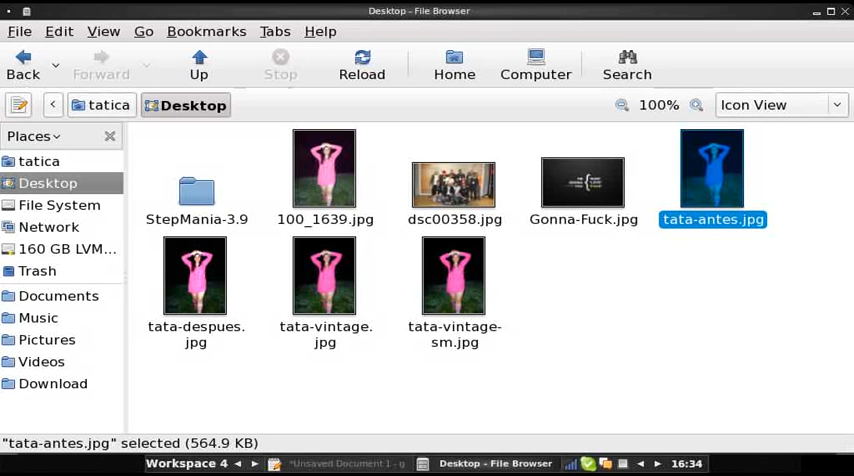 Desktop - File Browser
File Edit View Go Bookmarks Tabs Help
Back Forward Up Stop Reload Home Computer Search
tatica Desktop 100% Icon View
Places
tatica
Desktop
File System
Network
160 GB LVM...
Trash
Documents
Music
Pictures
Videos
Download
StepMania-3.9 100_1639.jpg dsc00358.jpg Gonna-Fuck.jpg tata-antes.jpg
tata-despues. tata-vintage. tata-vintage-
jpg jpg sm.jpg
"tata-antes.jpg" selected (564.9 KB)
Workspace 4 *Unsaved Document 1 - g Desktop - File Browser 16:34